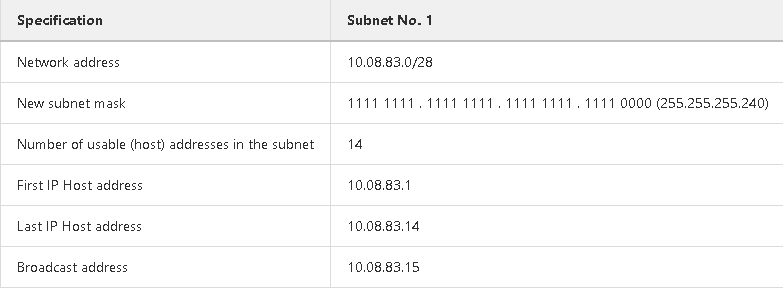 Specification Subnet No. 1
Network address 10.08.83.0/28
New subnet mask 1111 1111 . 1111 1111 . 1111 1111 . 1111 0000 (255.255.255.240)
Number of usable (host) addresses in the subnet 14
First IP Host address 10.08.83.1
Last IP Host address 10.08.83.14
Broadcast address 10.08.83.15